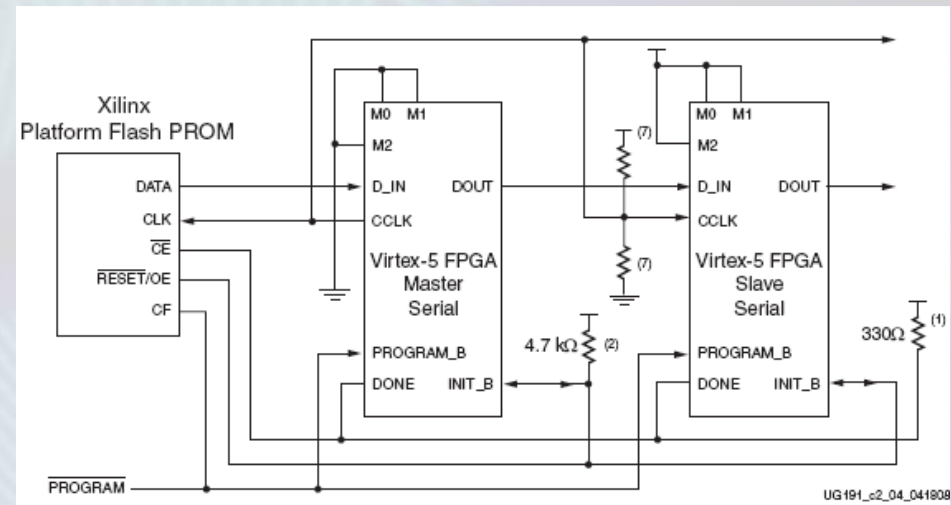 Xilinx
Platform Flash PROM
DATA
CLK
CE
RESET/OE
CF
PROGRAM
M0 M1
M2
D_IN DOUT
CCLK
Virtex-5 FPGA
Master
Serial
PROGRAM_B
DONE INIT_B
(7)
(7)
4.7 kΩ (2)
M0 M1
M2
D_IN DOUT
CCLK
Virtex-5 FPGA
Slave
Serial
PROGRAM_B
DONE INIT_B
330Ω (1)
UG191_c2_04_041808